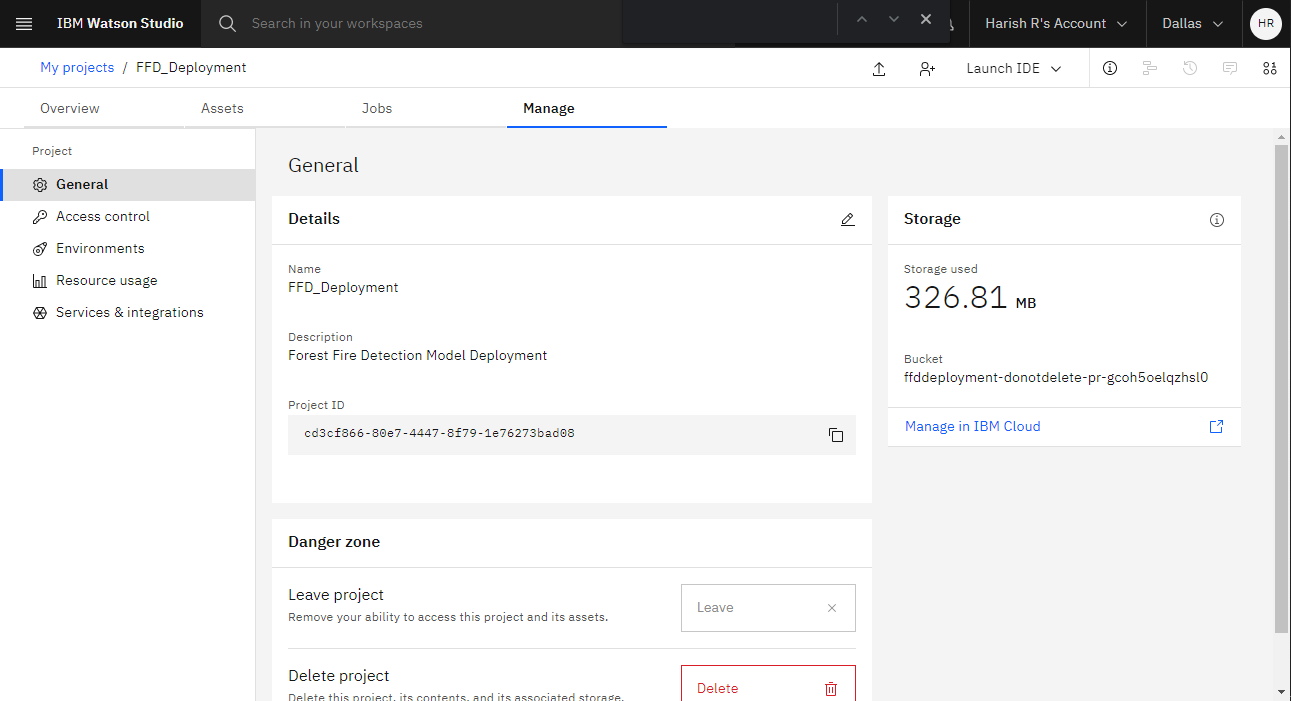 IBM Watson Studio
Search in your workspaces
Harish R's Account
Dallas
HR
My projects / FFD_Deployment
Launch IDE
Overview
Assets
Jobs
Manage
Project
General
Access control
Environments
Resource usage
Services & integrations
General
Details
Name
FFD_Deployment
Description
Forest Fire Detection Model Deployment
Project ID
cd3cf866-80e7-4447-8f79-1e76273bad08
Storage
Storage used
326.81 MB
Bucket
ffddeployment-donotdelete-pr-gcoh5oelqzhsl0
Manage in IBM Cloud
Danger zone
Leave project
Remove your ability to access this project and its assets.
Leave
Delete project
Delete this project, its contents, and its associated storage.
Delete